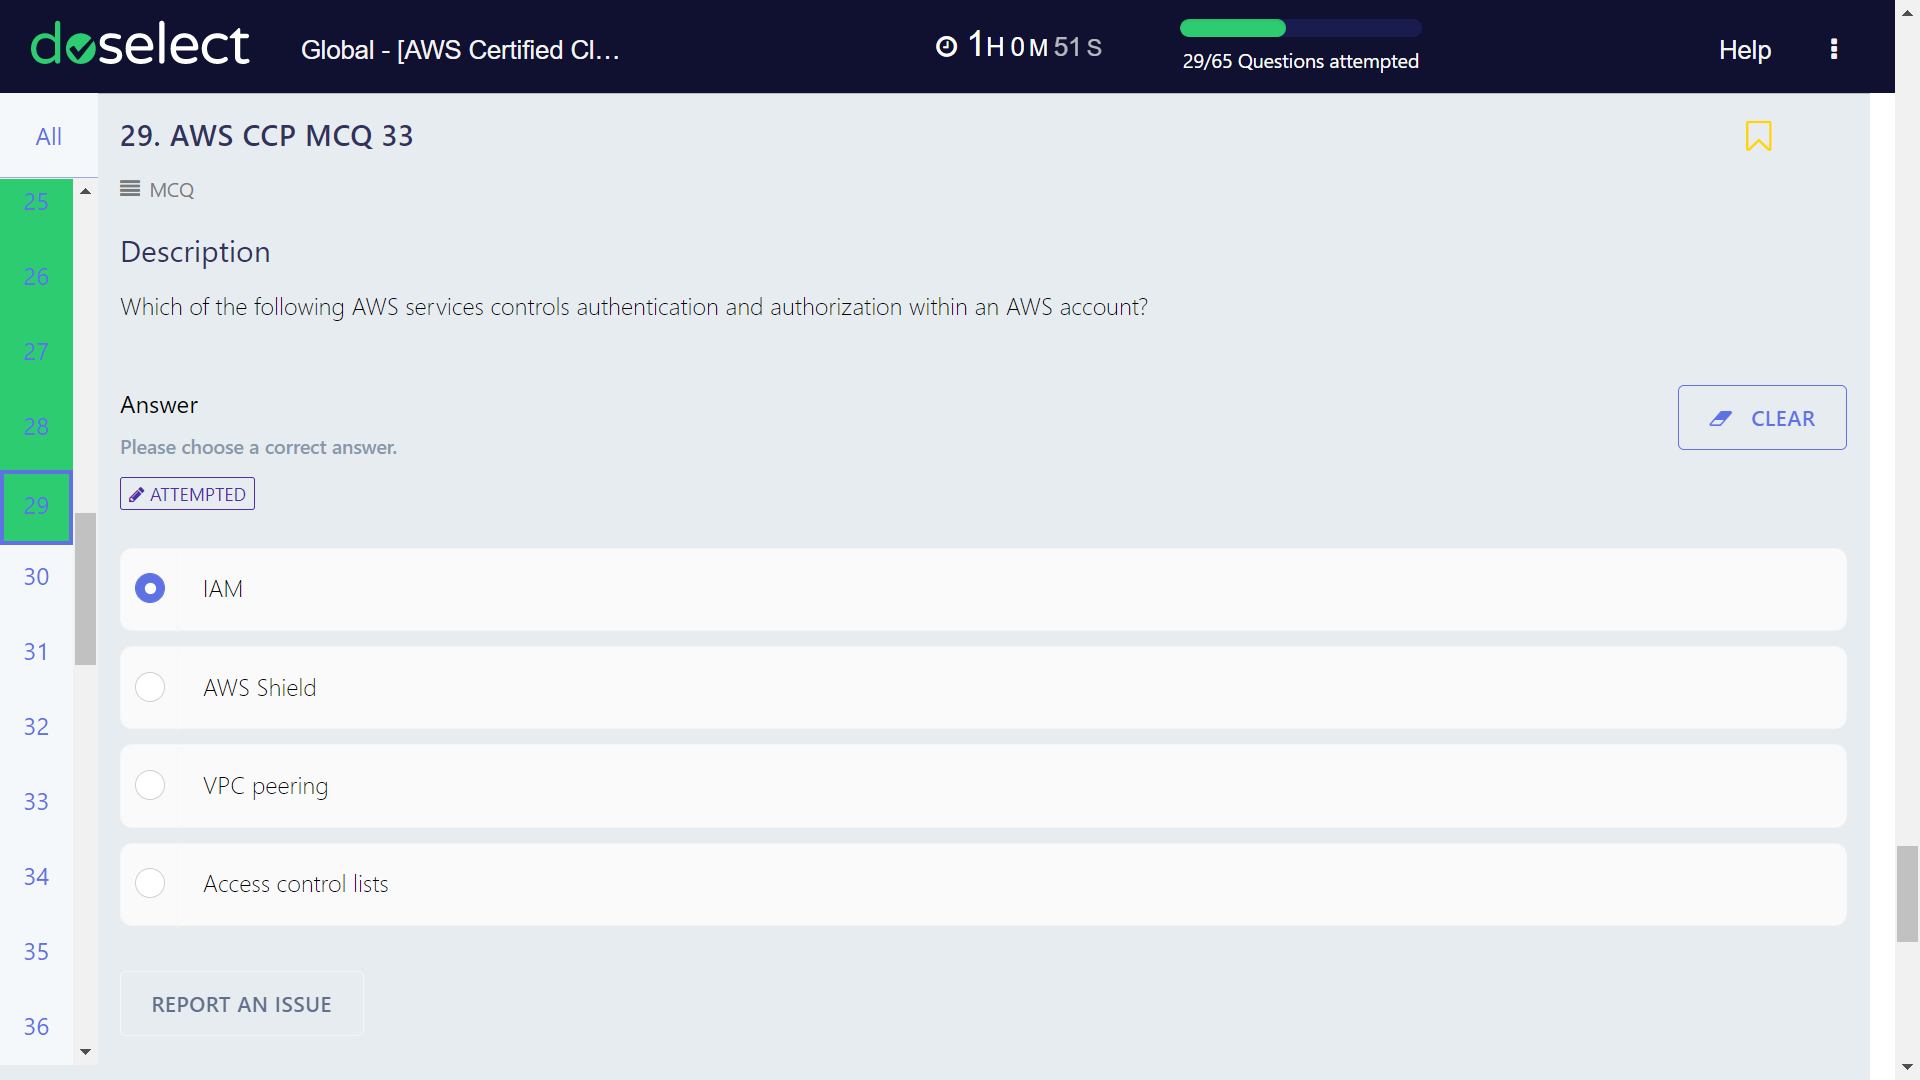 doselect
Global - [AWS Certified Cl...
1H 0M 51S
29/65 Questions attempted
Help
All
25
26
27
28
29
30
31
32
33
34
35
36
29. AWS CCP MCQ 33
MCQ
Description
Which of the following AWS services controls authentication and authorization within an AWS account?
Answer
CLEAR
Please choose a correct answer.
ATTEMPTED
IAM
AWS Shield
VPC peering
Access control lists
REPORT AN ISSUE